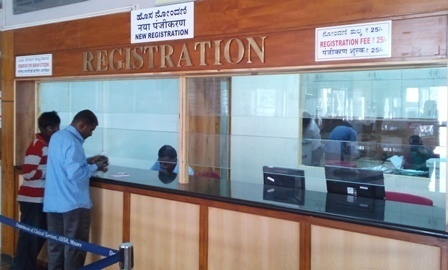 ಹೊಸ ನೋಂದಣಿ
नया पंजीकरण
NEW REGISTRATION
REGISTRATION
ನೋಂದಣಿ ಶುಲ್ಕ ₹ 25/-
REGISTRATION FEE ₹ 25/-
पंजीकरण शुल्क ₹ 25/-